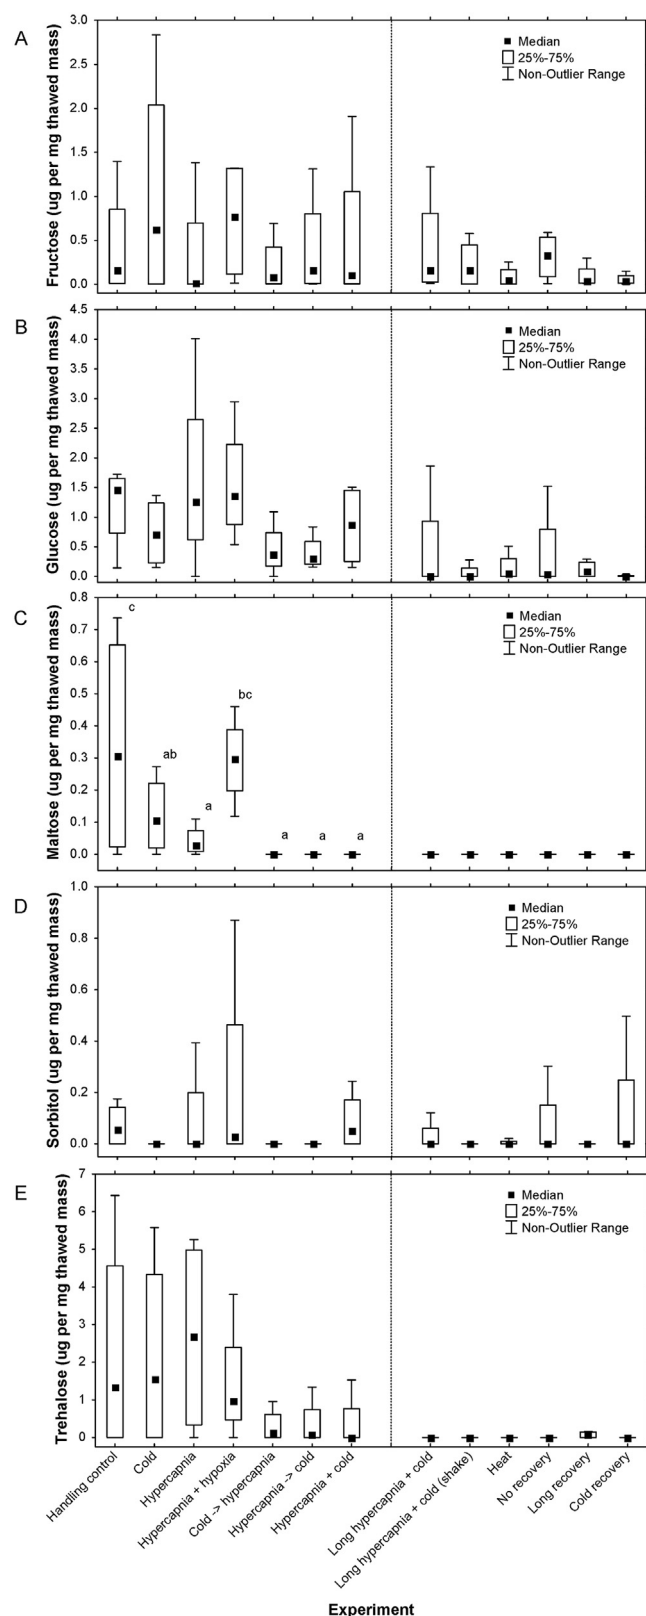 A
Fructose (ug per mg thawed mass)
3.0
2.5
2.0
1.5
1.0
0.5
0.0
Median
25%-75%
Non-Outlier Range
B
Glucose (ug per mg thawed mass)
4.5
4.0
3.5
3.0
2.5
2.0
1.5
1.0
0.5
0.0
Median
25%-75%
Non-Outlier Range
C
Maltose (ug per mg thawed mass)
0.8
0.7
0.6
0.5
0.4
0.3
0.2
0.1
0.0
c
ab
a
bc
a
a
a
Median
25%-75%
Non-Outlier Range
D
Sorbitol (ug per mg thawed mass)
1.0
0.8
0.6
0.4
0.2
0.0
Median
25%-75%
Non-Outlier Range
E
Trehalose (ug per mg thawed mass)
7
6
5
4
3
2
1
0
Median
25%-75%
Non-Outlier Range
Handling control
Cold
Hypercapnia
Hypercapnia + hypoxia
Cold -> hypercapnia
Hypercapnia -> cold
Hypercapnia + cold
Long hypercapnia + cold
Long hypercapnia + cold (shake)
Heat
No recovery
Long recovery
Cold recovery
Experiment